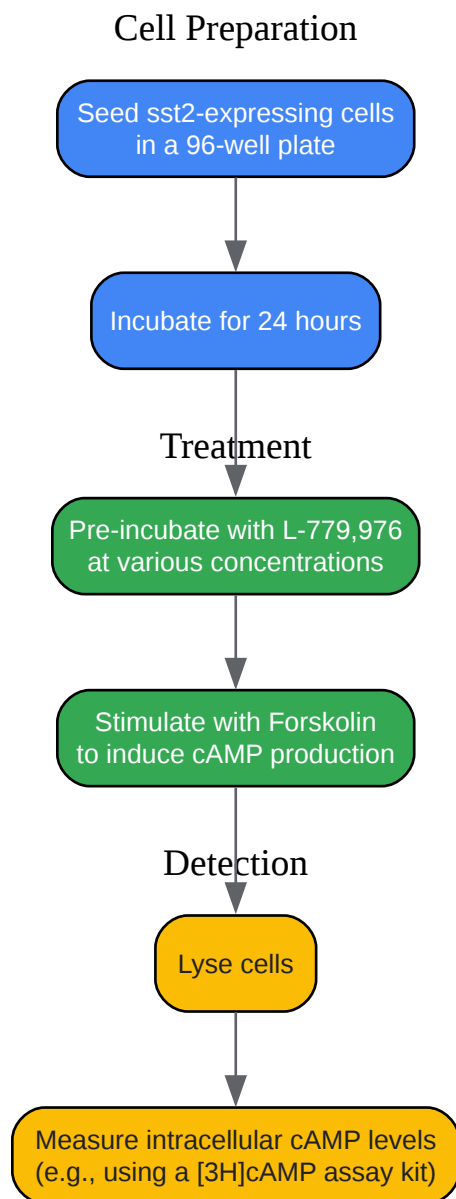 Cell Preparation
Seed sst2-expressing cells
in a 96-well plate
Incubate for 24 hours
Treatment
Pre-incubate with L-779,976
at various concentrations
Stimulate with Forskolin
to induce cAMP production
Detection
Lyse cells
Measure intracellular cAMP levels
(e.g., using a [3H]cAMP assay kit)